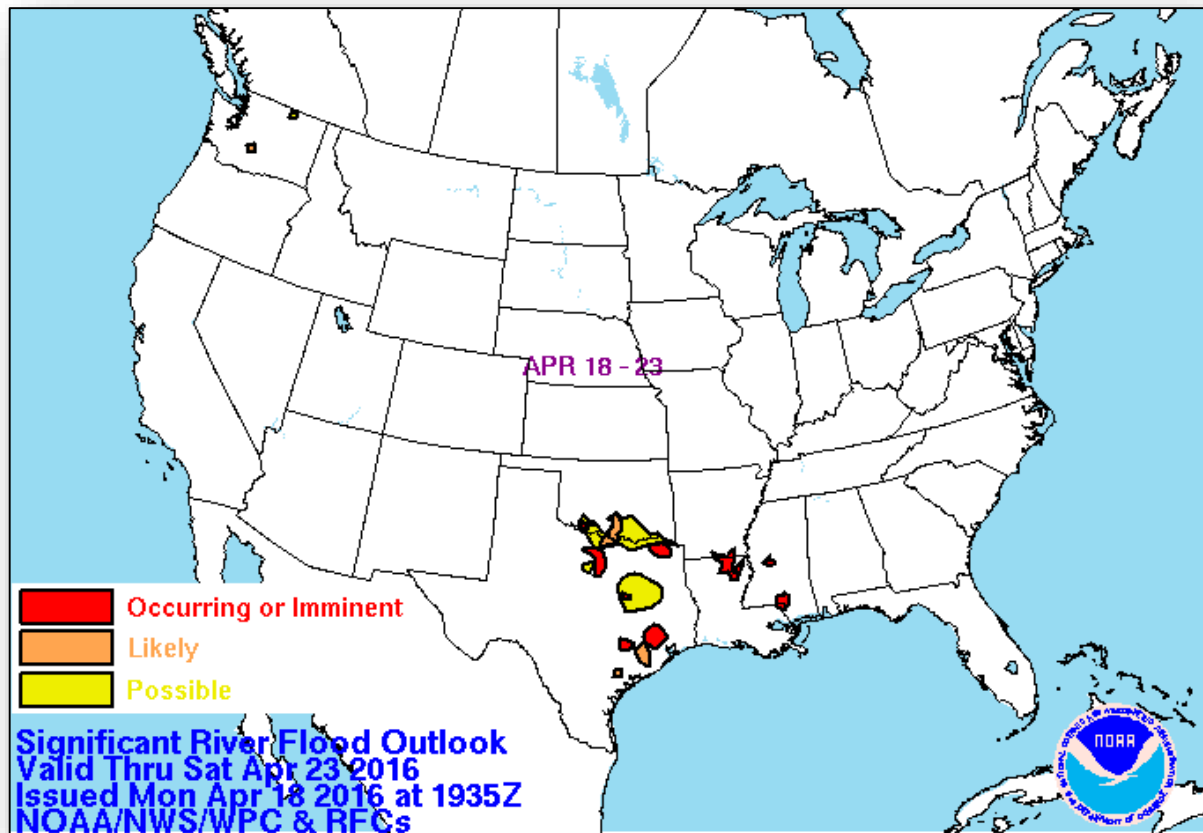 APR 18 - 23
Occurring or Imminent
Likely
Possible
Significant River Flood Outlook
Valid Thru Sat Apr 23 2016
Issued Mon Apr 18 2016 at 1935Z
NOAA/NWS/WPC & RFCs
NOAA